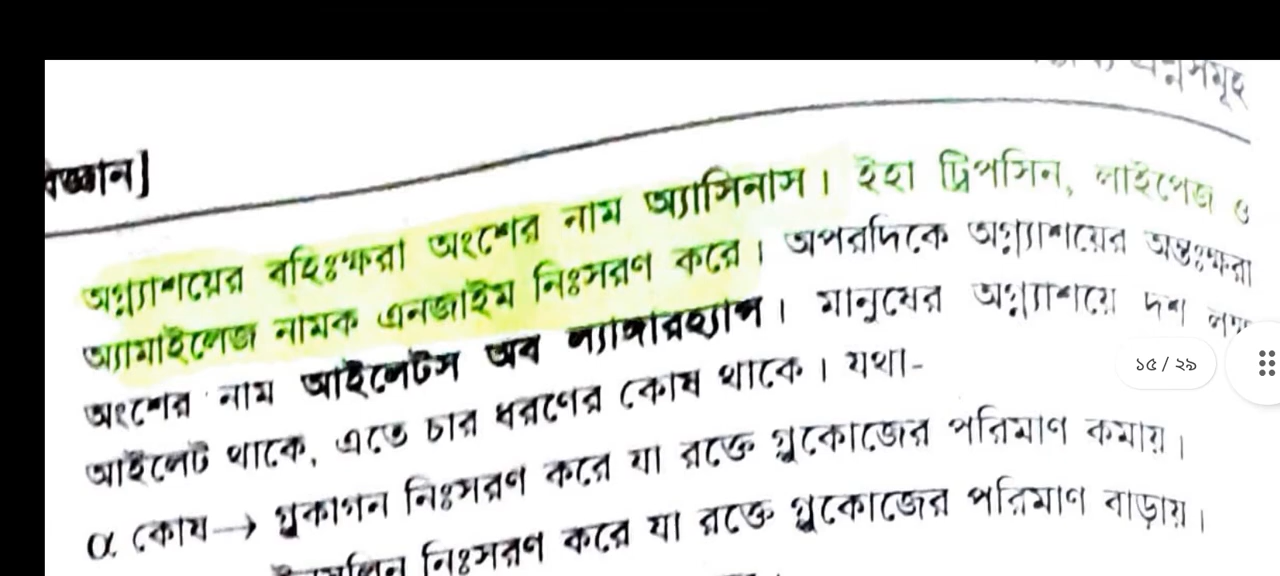 প্রশ্নসমূহ
বিজ্ঞান]
অগ্ন্যাশয়ের বহিঃক্ষরা অংশের নাম অ্যাসিনাস। ইহা ট্রিপসিন, লাইপেজ ও
অ্যামাইলেজ নামক এনজাইম নিঃসরণ করে। অপরদিকে অগ্ন্যাশয়ের অন্তঃক্ষরা
অংশের নাম আইলেটস অব ল্যাঙ্গারহ্যান্স। মানুষের অগ্ন্যাশয়ে দশ লক্ষ
১৫ / ২৯
আইলেট থাকে, এতে চার ধরণের কোষ থাকে। যথা-
α কোষ→ গ্লুকাগন নিঃসরণ করে যা রক্তে গ্লুকোজের পরিমাণ কমায়।
নিঃসরণ করে যা রক্তে গ্লুকোজের পরিমাণ বাড়ায়।